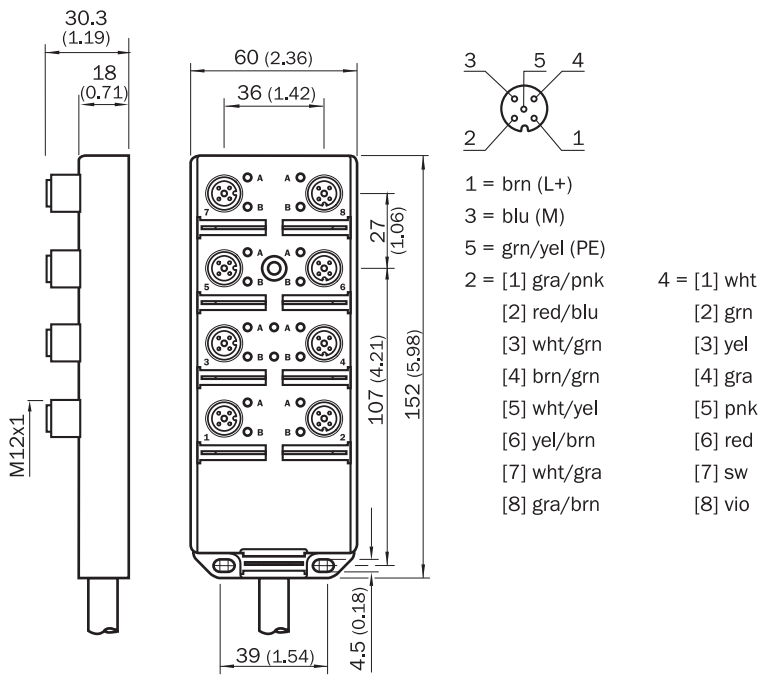 30.3
(1.19)
18
(0.71)
M12x1
60 (2.36)
36 (1.42)
7 A B
A B 8
5 A B
A B 6
3 A B
A B 4
1 A B
A B 2
27
(1.06)
107 (4.21)
152 (5.98)
39 (1.54)
4.5 (0.18)
3 5 4
2 1
1 = brn (L+)
3 = blu (M)
5 = grn/yel (PE)
2 = [1] gra/pnk 4 = [1] wht
[2] red/blu [2] grn
[3] wht/grn [3] yel
[4] brn/grn [4] gra
[5] wht/yel [5] pnk
[6] yel/brn [6] red
[7] wht/gra [7] sw
[8] gra/brn [8] vio